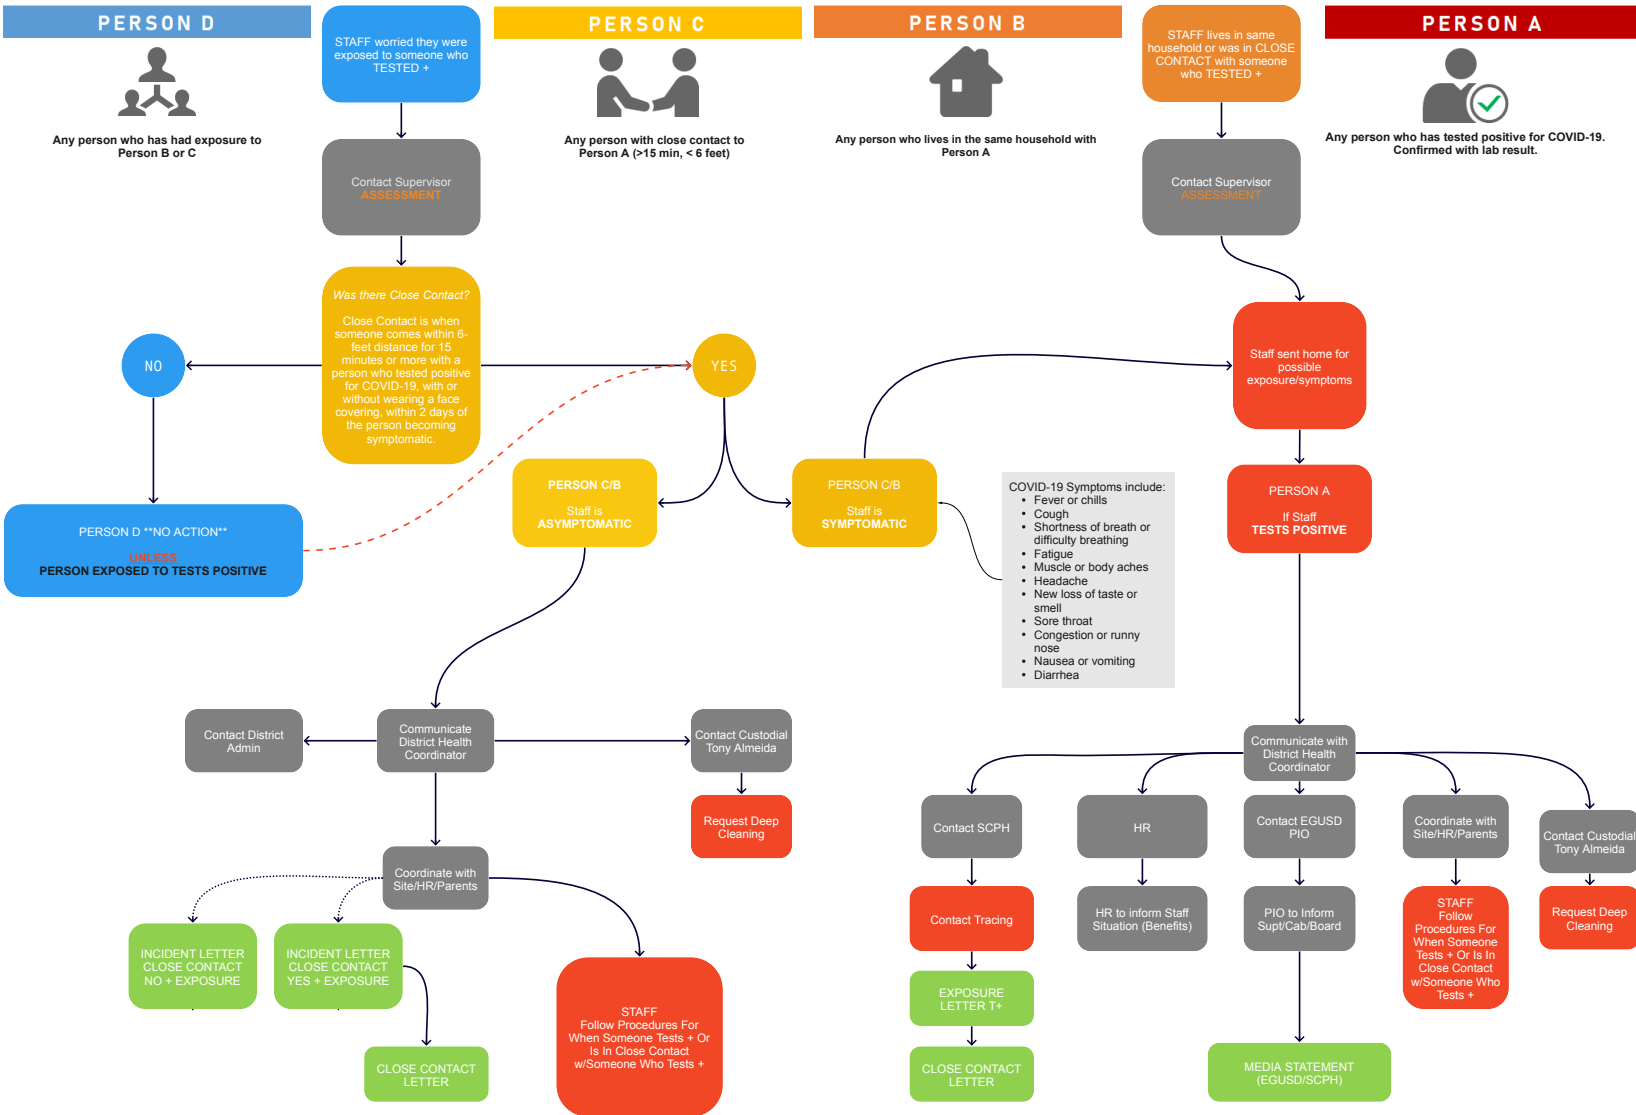 PERSON D
STAFF worried they were
exposed to someone who
TESTED +
PERSON C
PERSON B
STAFF lives in same
household or was in CLOSE
CONTACT with someone
who TESTED +
PERSON A
Any person who has had exposure to
Person B or C
Any person with close contact to
Person A (>15 min, < 6 feet)
Any person who lives in the same household with
Person A
Any person who has tested positive for COVID-19.
Confirmed with lab result.
Contact Supervisor
ASSESSMENT
Contact Supervisor
ASSESSMENT
Was there Close Contact?
Close Contact is when
someone comes within 6-
feet distance for 15
minutes or more with a
person who tested positive
for COVID-19, with or
without wearing a face
covering, within 2 days of
the person becoming
symptomatic.
NO
YES
Staff sent home for
possible
exposure/symptoms
PERSON D **NO ACTION**
UNLESS
PERSON EXPOSED TO TESTS POSITIVE
PERSON C/B
Staff is
ASYMPTOMATIC
PERSON C/B
Staff is
SYMPTOMATIC
COVID-19 Symptoms include:
• Fever or chills
• Cough
• Shortness of breath or
difficulty breathing
• Fatigue
• Muscle or body aches
• Headache
• New loss of taste or
smell
• Sore throat
• Congestion or runny
nose
• Nausea or vomiting
• Diarrhea
PERSON A
If Staff
TESTS POSITIVE
Contact District
Admin
Communicate
District Health
Coordinator
Contact Custodial
Tony Almeida
Request Deep
Cleaning
Coordinate with
Site/HR/Parents
INCIDENT LETTER
CLOSE CONTACT
NO + EXPOSURE
INCIDENT LETTER
CLOSE CONTACT
YES + EXPOSURE
CLOSE CONTACT
LETTER
STAFF
Follow Procedures For
When Someone Tests + Or
Is In Close Contact
w/Someone Who Tests +
Communicate with
District Health
Coordinator
Contact SCPH
HR
Contact EGUSD
PIO
Coordinate with
Site/HR/Parents
Contact Custodial
Tony Almeida
Contact Tracing
HR to inform Staff
Situation (Benefits)
PIO to Inform
Supt/Cab/Board
STAFF
Follow
Procedures For
When Someone
Tests + Or Is In
Close Contact
w/Someone Who
Tests +
Request Deep
Cleaning
EXPOSURE
LETTER T+
CLOSE CONTACT
LETTER
MEDIA STATEMENT
(EGUSD/SCPH)